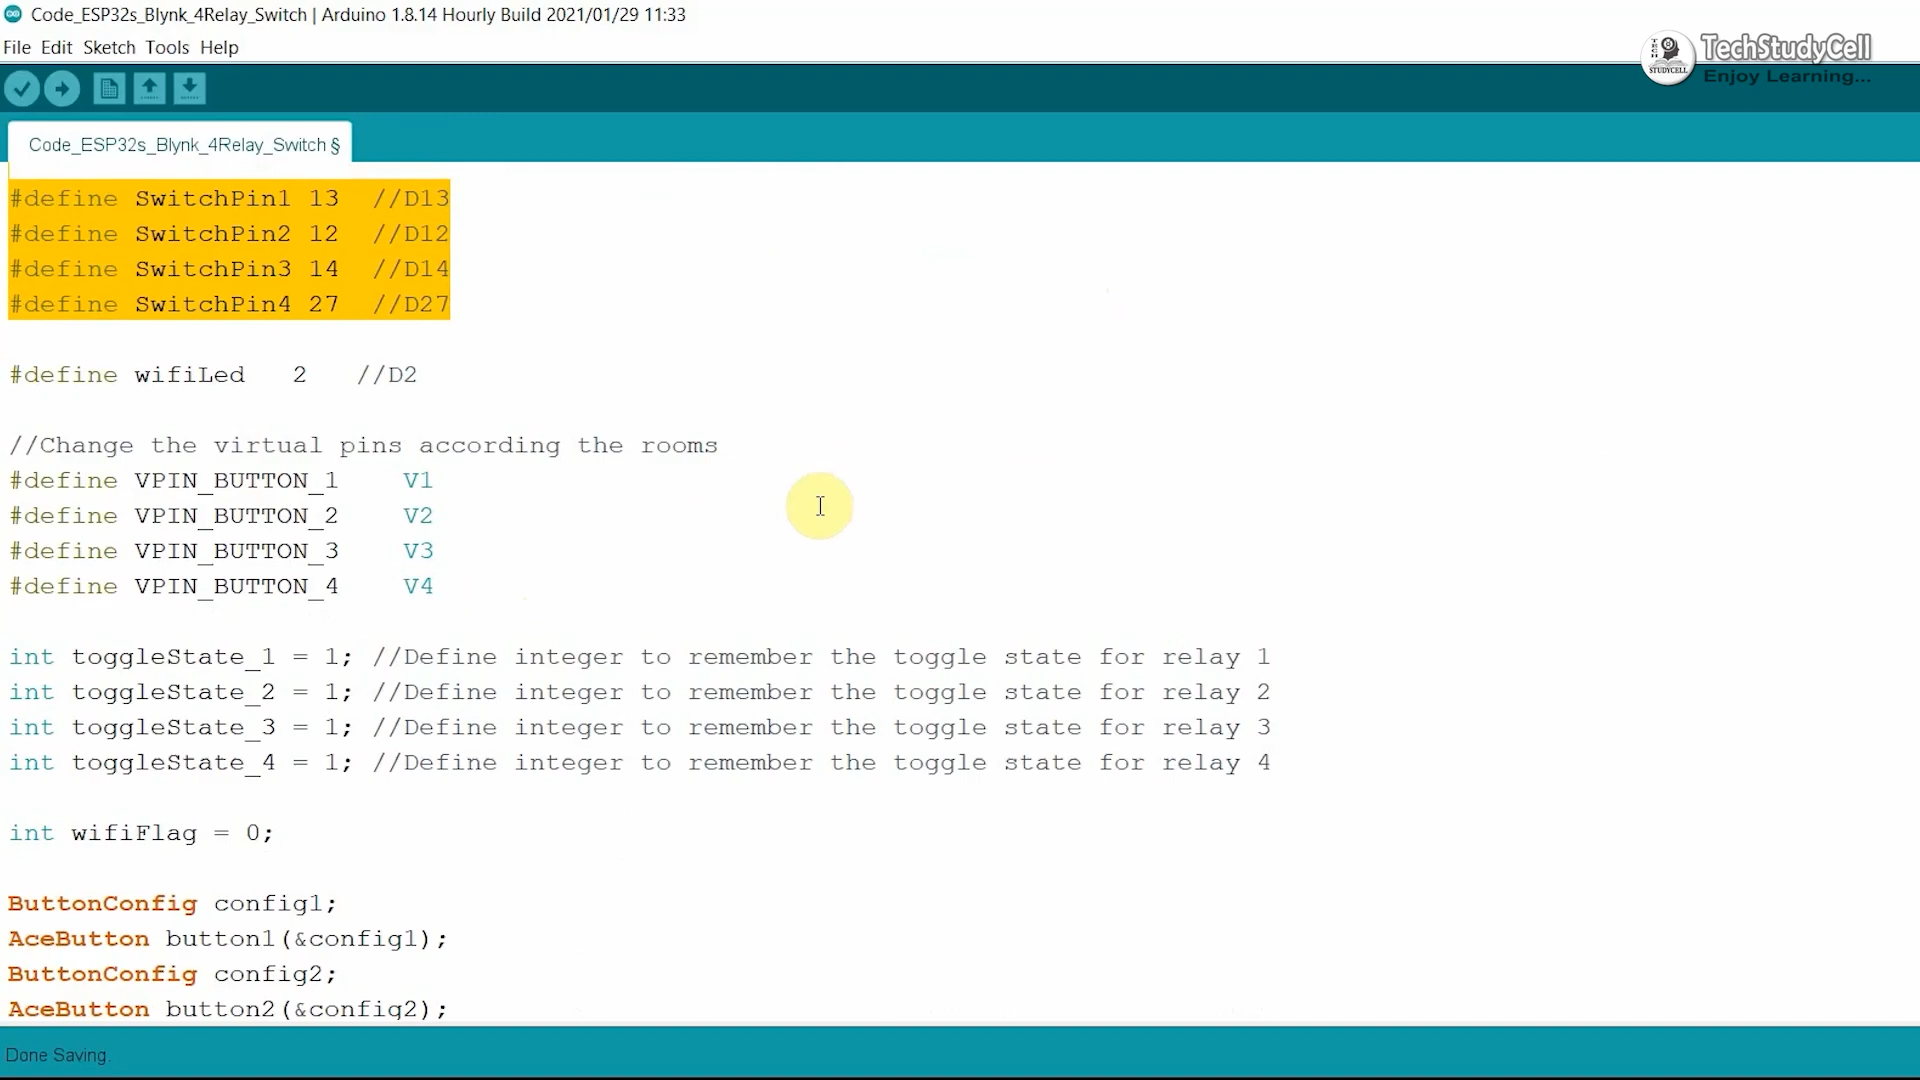 Code_ESP32s_Blynk_4Relay_Switch | Arduino 1.8.14 Hourly Build 2021/01/29 11:33
File Edit Sketch Tools Help
TECH STUDYCELL
TechStudyCell
Enjoy Learning...
Code_ESP32s_Blynk_4Relay_Switch §
#define SwitchPin1 13  //D13
#define SwitchPin2 12  //D12
#define SwitchPin3 14  //D14
#define SwitchPin4 27  //D27
#define wifiLed   2   //D2
//Change the virtual pins according the rooms
#define VPIN_BUTTON_1    V1
#define VPIN_BUTTON_2    V2
#define VPIN_BUTTON_3    V3
#define VPIN_BUTTON_4    V4
int toggleState_1 = 1; //Define integer to remember the toggle state for relay 1
int toggleState_2 = 1; //Define integer to remember the toggle state for relay 2
int toggleState_3 = 1; //Define integer to remember the toggle state for relay 3
int toggleState_4 = 1; //Define integer to remember the toggle state for relay 4
int wifiFlag = 0;
ButtonConfig config1;
AceButton button1(&config1);
ButtonConfig config2;
AceButton button2(&config2);
Done Saving.